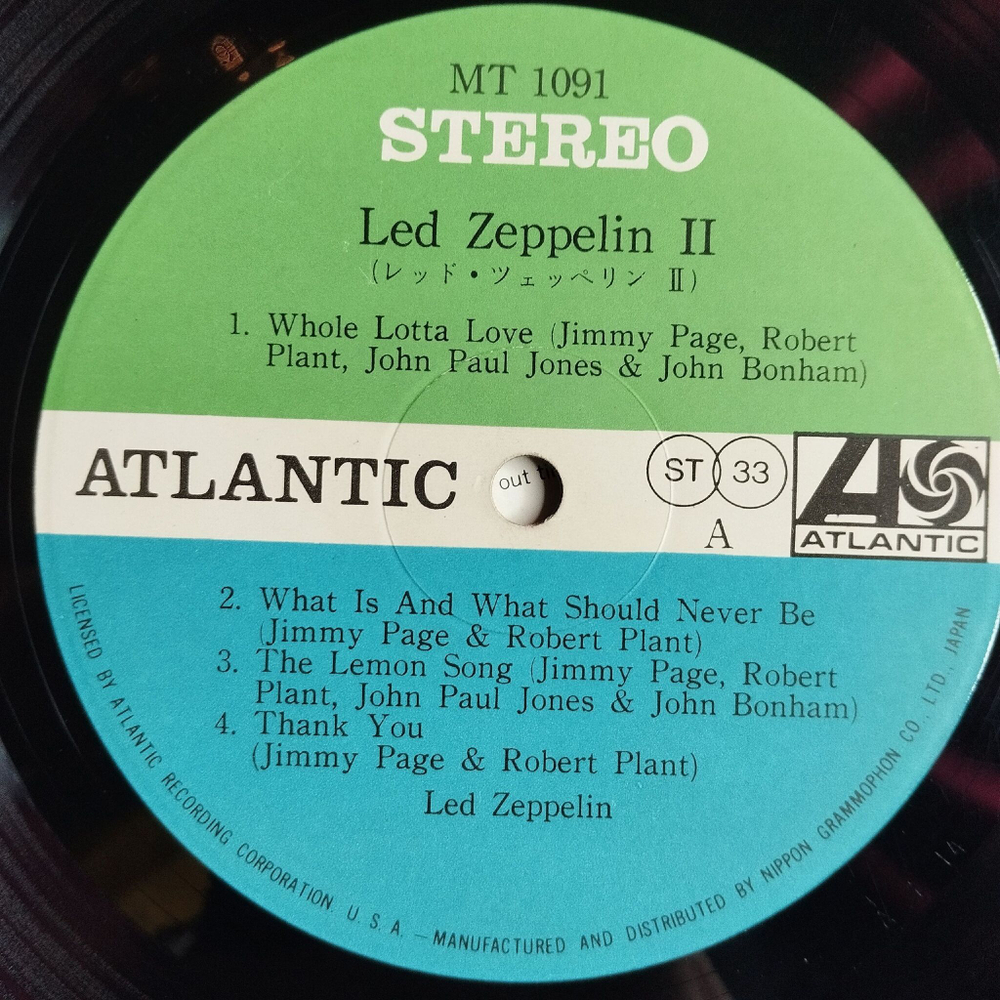 MT 1091
STEREO
Led Zeppelin II
(レッド・ツェッペリン Ⅱ)
1. Whole Lotta Love (Jimmy Page, Robert
Plant, John Paul Jones & John Bonham)
ATLANTIC
out
ST 33
A
ATLANTIC
2. What Is And What Should Never Be
(Jimmy Page & Robert Plant)
3. The Lemon Song (Jimmy Page, Robert
Plant, John Paul Jones & John Bonham)
4. Thank You
(Jimmy Page & Robert Plant)
Led Zeppelin
LICENSED BY ATLANTIC RECORDING CORPORATION. U. S. A. — MANUFACTURED AND DISTRIBUTED BY NIPPON GRAMMOPHON CO., LTD., JAPAN